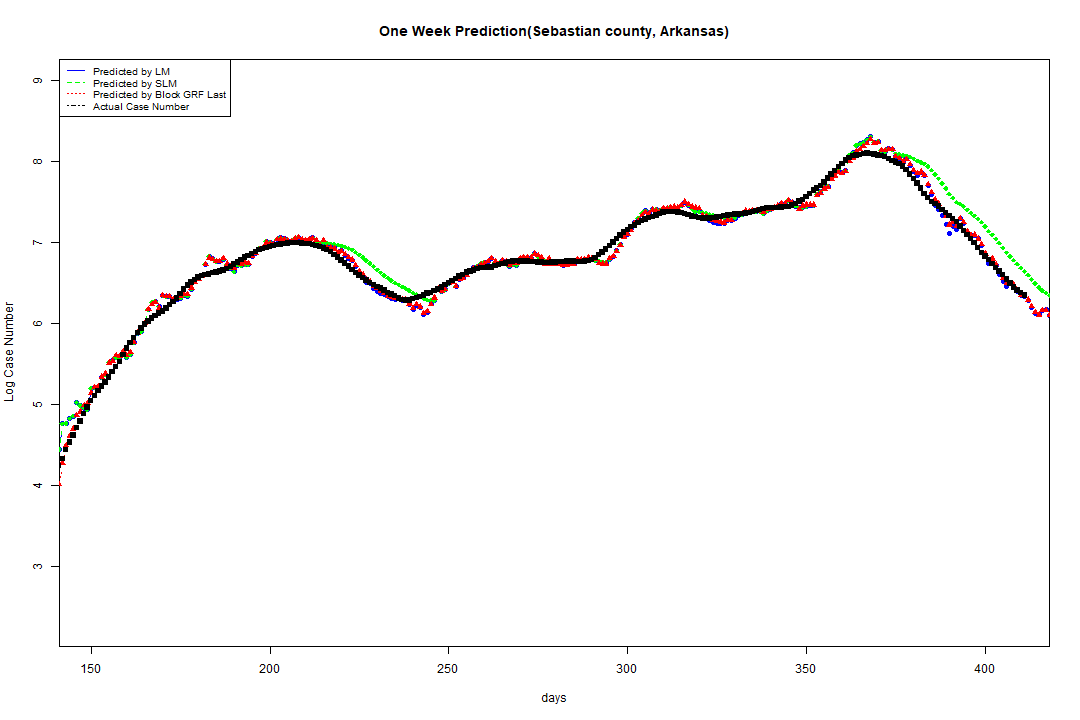 One Week Prediction(Sebastian county, Arkansas)
Predicted by LM
Predicted by SLM
Predicted by Block GRF Last
Actual Case Number
9
8
7
6
5
4
3
Log Case Number
150 200 250 300 350 400
days